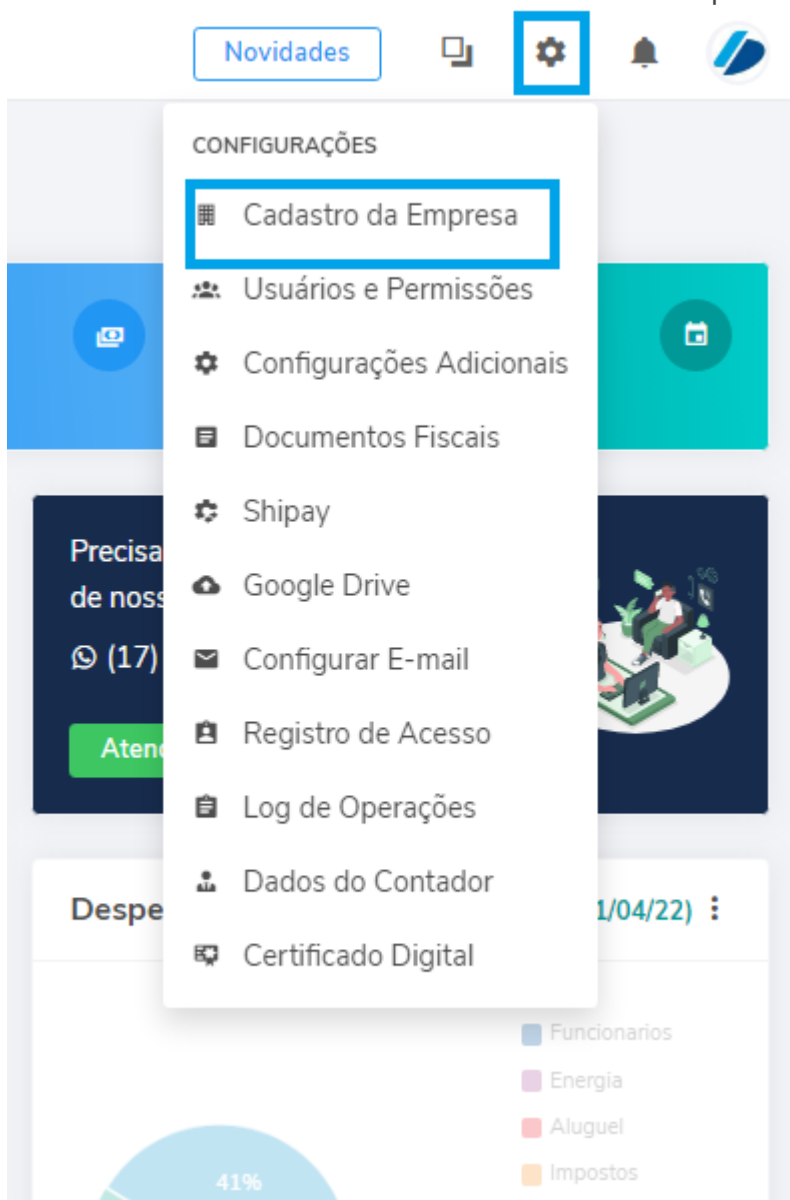 Novidades
CONFIGURAÇÕES
Cadastro da Empresa
Usuários e Permissões
Configurações Adicionais
Documentos Fiscais
Shipay
Precisa
Google Drive
de noss
Configurar E-mail
(17)
Registro de Acesso
Aten
Log de Operações
Dados do Contador
Despe
1/04/22)
Certificado Digital
Funcionarios
Energia
Aluguel
Impostos
41%